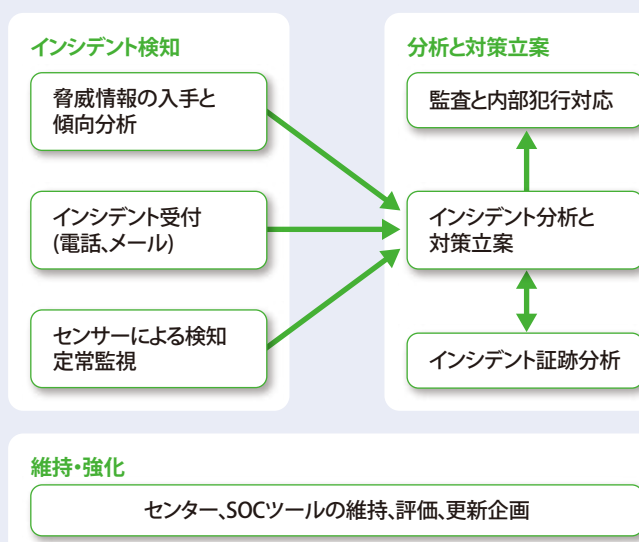 インシデント検知
脅威情報の入手と
傾向分析
インシデント受付
(電話、メール)
センサーによる検知
定常監視
分析と対策立案
監査と内部犯行対応
インシデント分析と
対策立案
インシデント証跡分析
維持・強化
センター、SOCツールの維持、評価、更新企画